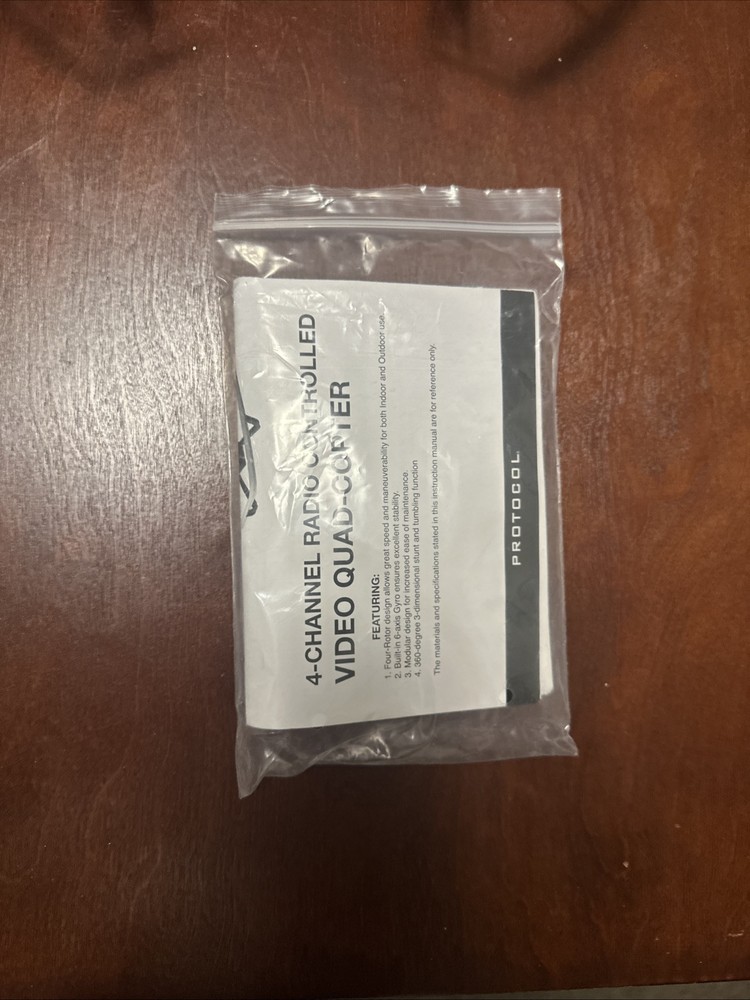 4-CHANNEL RADIO CONTROLLED
VIDEO QUAD-COPTER
FEATURING:
1. Four-Rotor design allows great speed and maneuverability for both Indoor and Outdoor use.
2. Built-in 6-axis Gyro ensures excellent stability.
3. Modular design for increased ease of maintenance.
4. 360-degree 3-dimensional stunt and tumbling function
The materials and specifications stated in this instruction manual are for reference only.
PROTOCOL